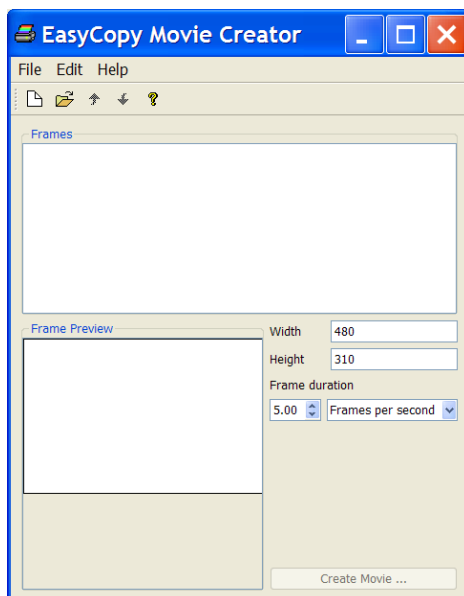 EasyCopy Movie Creator
File Edit Help
Frames
Frame Preview
Width 480
Height 310
Frame duration
5.00 Frames per second
Create Movie ...